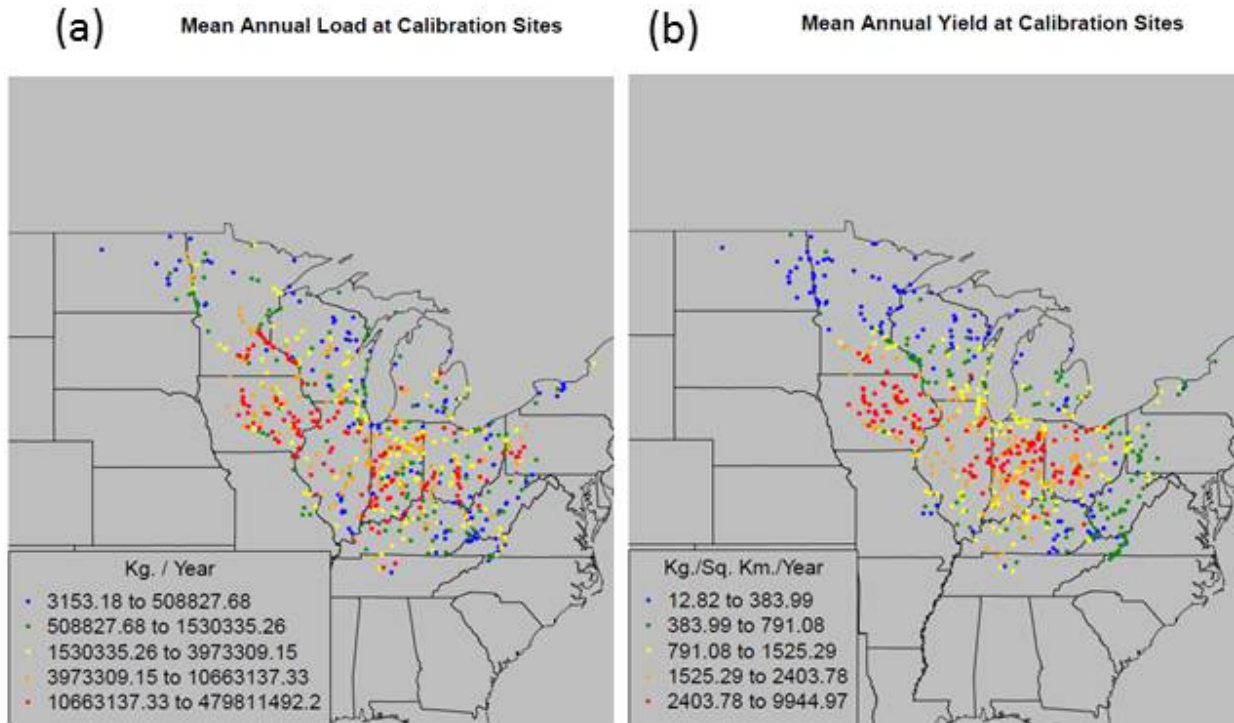 (a) Mean Annual Load at Calibration Sites
Kg. / Year
3153.18 to 508827.68
508827.68 to 1530335.26
1530335.26 to 3973309.15
3973309.15 to 10663137.33
10663137.33 to 479811492.2
(b) Mean Annual Yield at Calibration Sites
Kg./Sq. Km./Year
12.82 to 383.99
383.99 to 791.08
791.08 to 1525.29
1525.29 to 2403.78
2403.78 to 9944.97